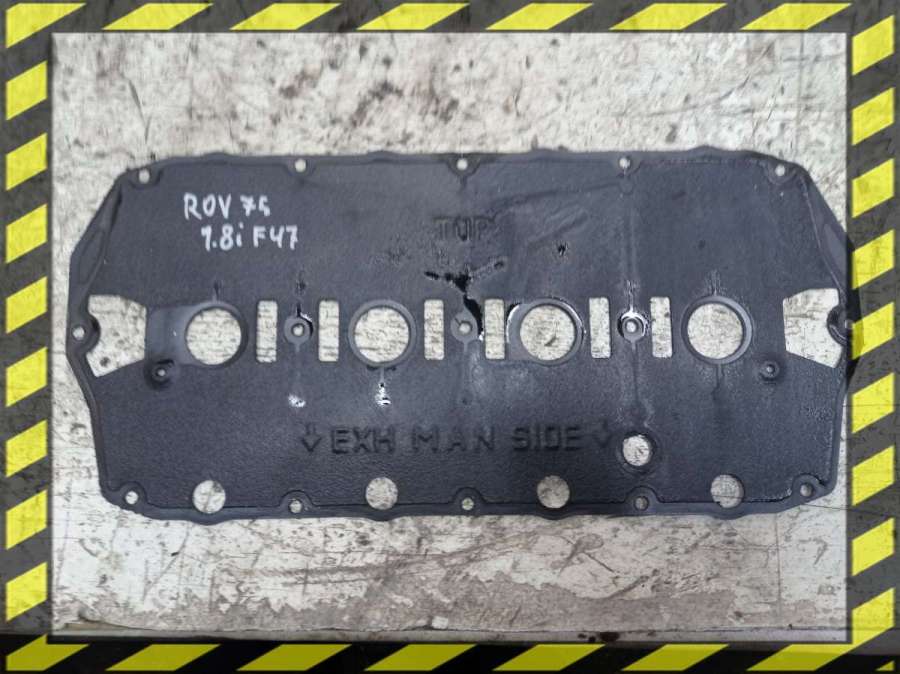 ROV 75
1.8i F47
TOP
↓ EXH MAN SIDE ↓